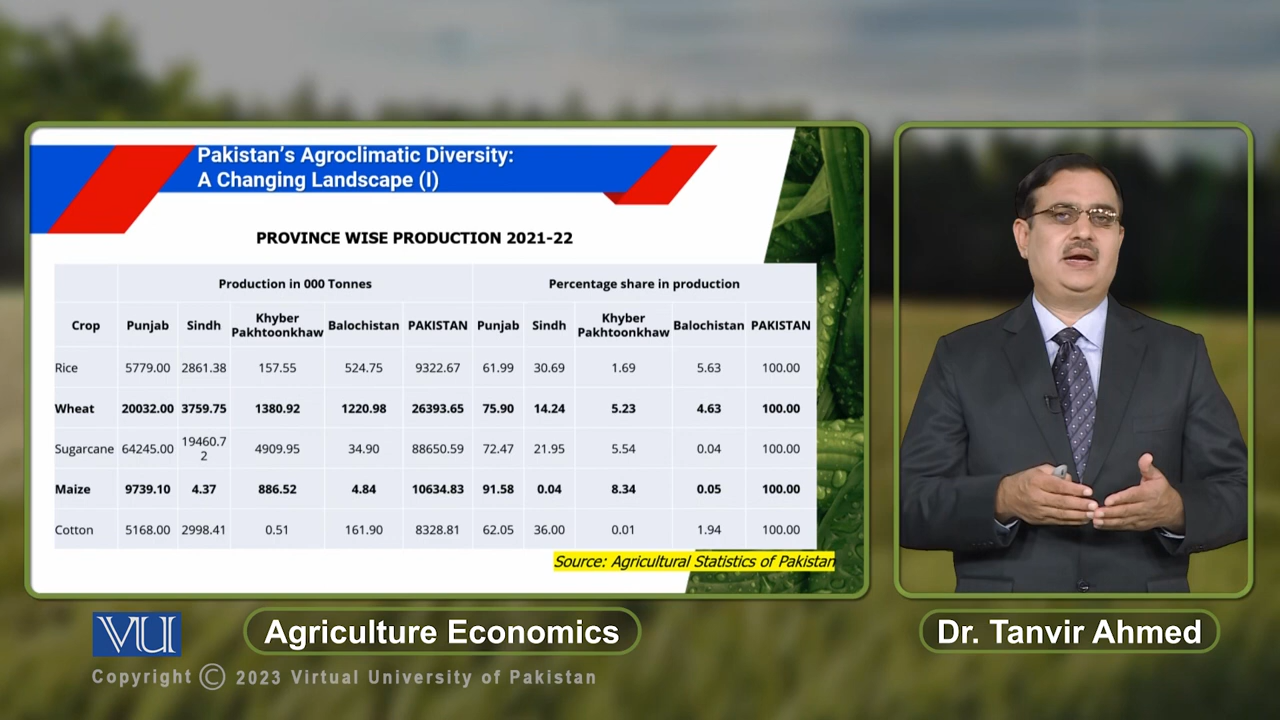 Pakistan's Agroclimatic Diversity:
A Changing Landscape (I)
PROVINCE WISE PRODUCTION 2021-22
Production in 000 Tonnes Percentage share in production
Crop Punjab Sindh Khyber Pakhtoonkhaw Balochistan PAKISTAN Punjab Sindh Khyber Pakhtoonkhaw Balochistan PAKISTAN
Rice 5779.00 2861.38 157.55 524.75 9322.67 61.99 30.69 1.69 5.63 100.00
Wheat 20032.00 3759.75 1380.92 1220.98 26393.65 75.90 14.24 5.23 4.63 100.00
Sugarcane 64245.00 19460.72 4909.95 34.90 88650.59 72.47 21.95 5.54 0.04 100.00
Maize 9739.10 4.37 886.52 4.84 10634.83 91.58 0.04 8.34 0.05 100.00
Cotton 5168.00 2998.41 0.51 161.90 8328.81 62.05 36.00 0.01 1.94 100.00
Source: Agricultural Statistics of Pakistan
VU
Agriculture Economics
Dr. Tanvir Ahmed
Copyright © 2023 Virtual University of Pakistan